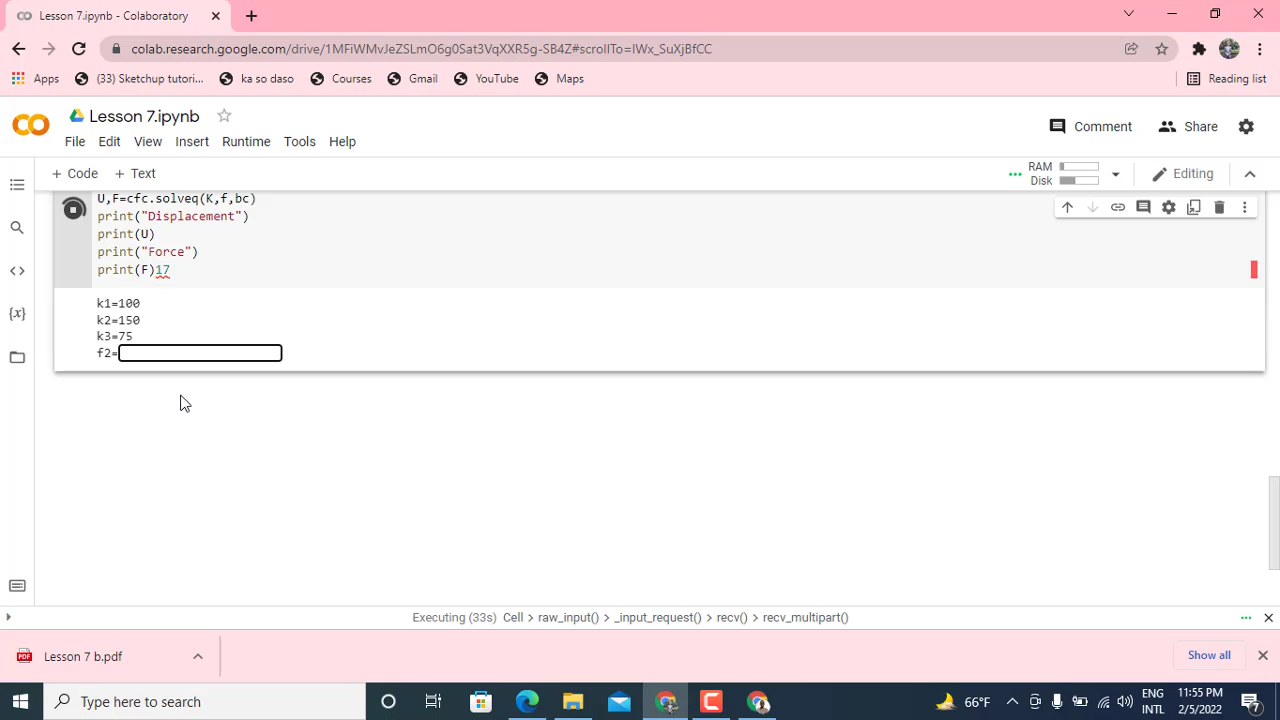 Lesson 7.ipynb - Colaboratory
colab.research.google.com/drive/1MFiWMvJeZSLmO6g0Sat3VqXXR5g-SB4Z#scrollTo=IWx_SuXjBfCC
Apps (33) Sketchup tutori... ka so daso Courses Gmail YouTube Maps Reading list
Lesson 7.ipynb
Comment Share
File Edit View Insert Runtime Tools Help
+ Code + Text RAM Disk Editing
U,F=cfc.solveq(K,f,bc)
print("Displacement")
print(U)
print("Force")
print(F)17
k1=100
k2=150
k3=75
f2=
Executing (33s) Cell > raw_input() > _input_request() > recv() > recv_multipart()
Lesson 7 b.pdf Show all
Type here to search 66°F ENG INTL 11:55 PM 2/5/2022 7